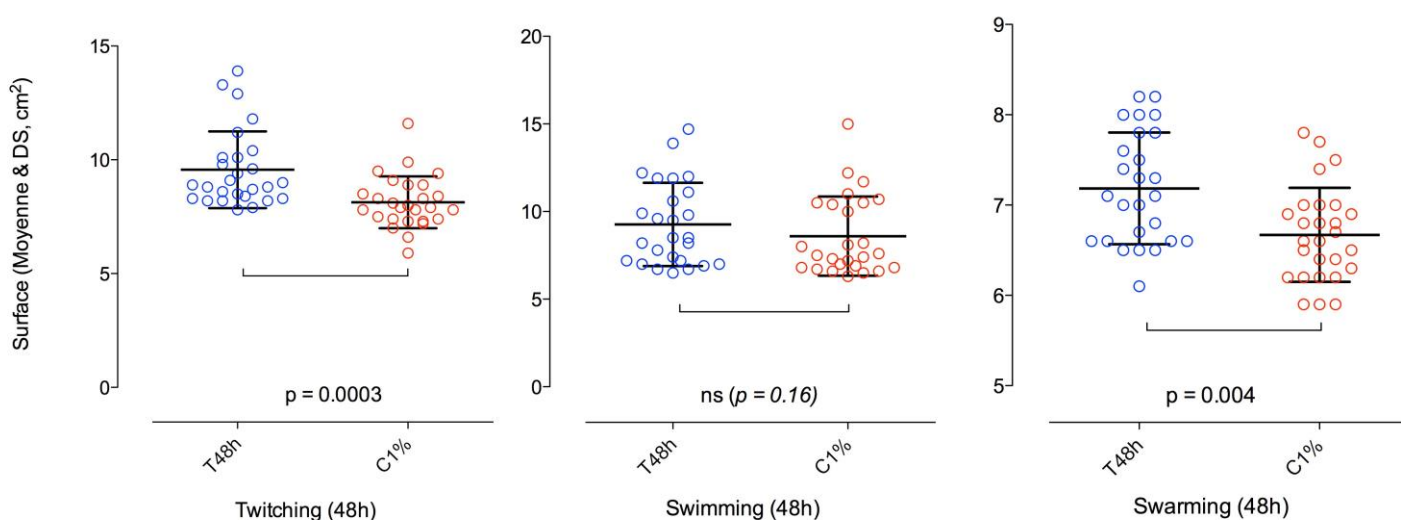 Surface (Moyenne & DS, cm²)
15
10
5
0
p = 0.0003
T48h
C1%
Twitching (48h)
20
15
10
5
0
ns (p = 0.16)
T48h
C1%
Swimming (48h)
9
8
7
6
5
p = 0.004
T48h
C1%
Swarming (48h)